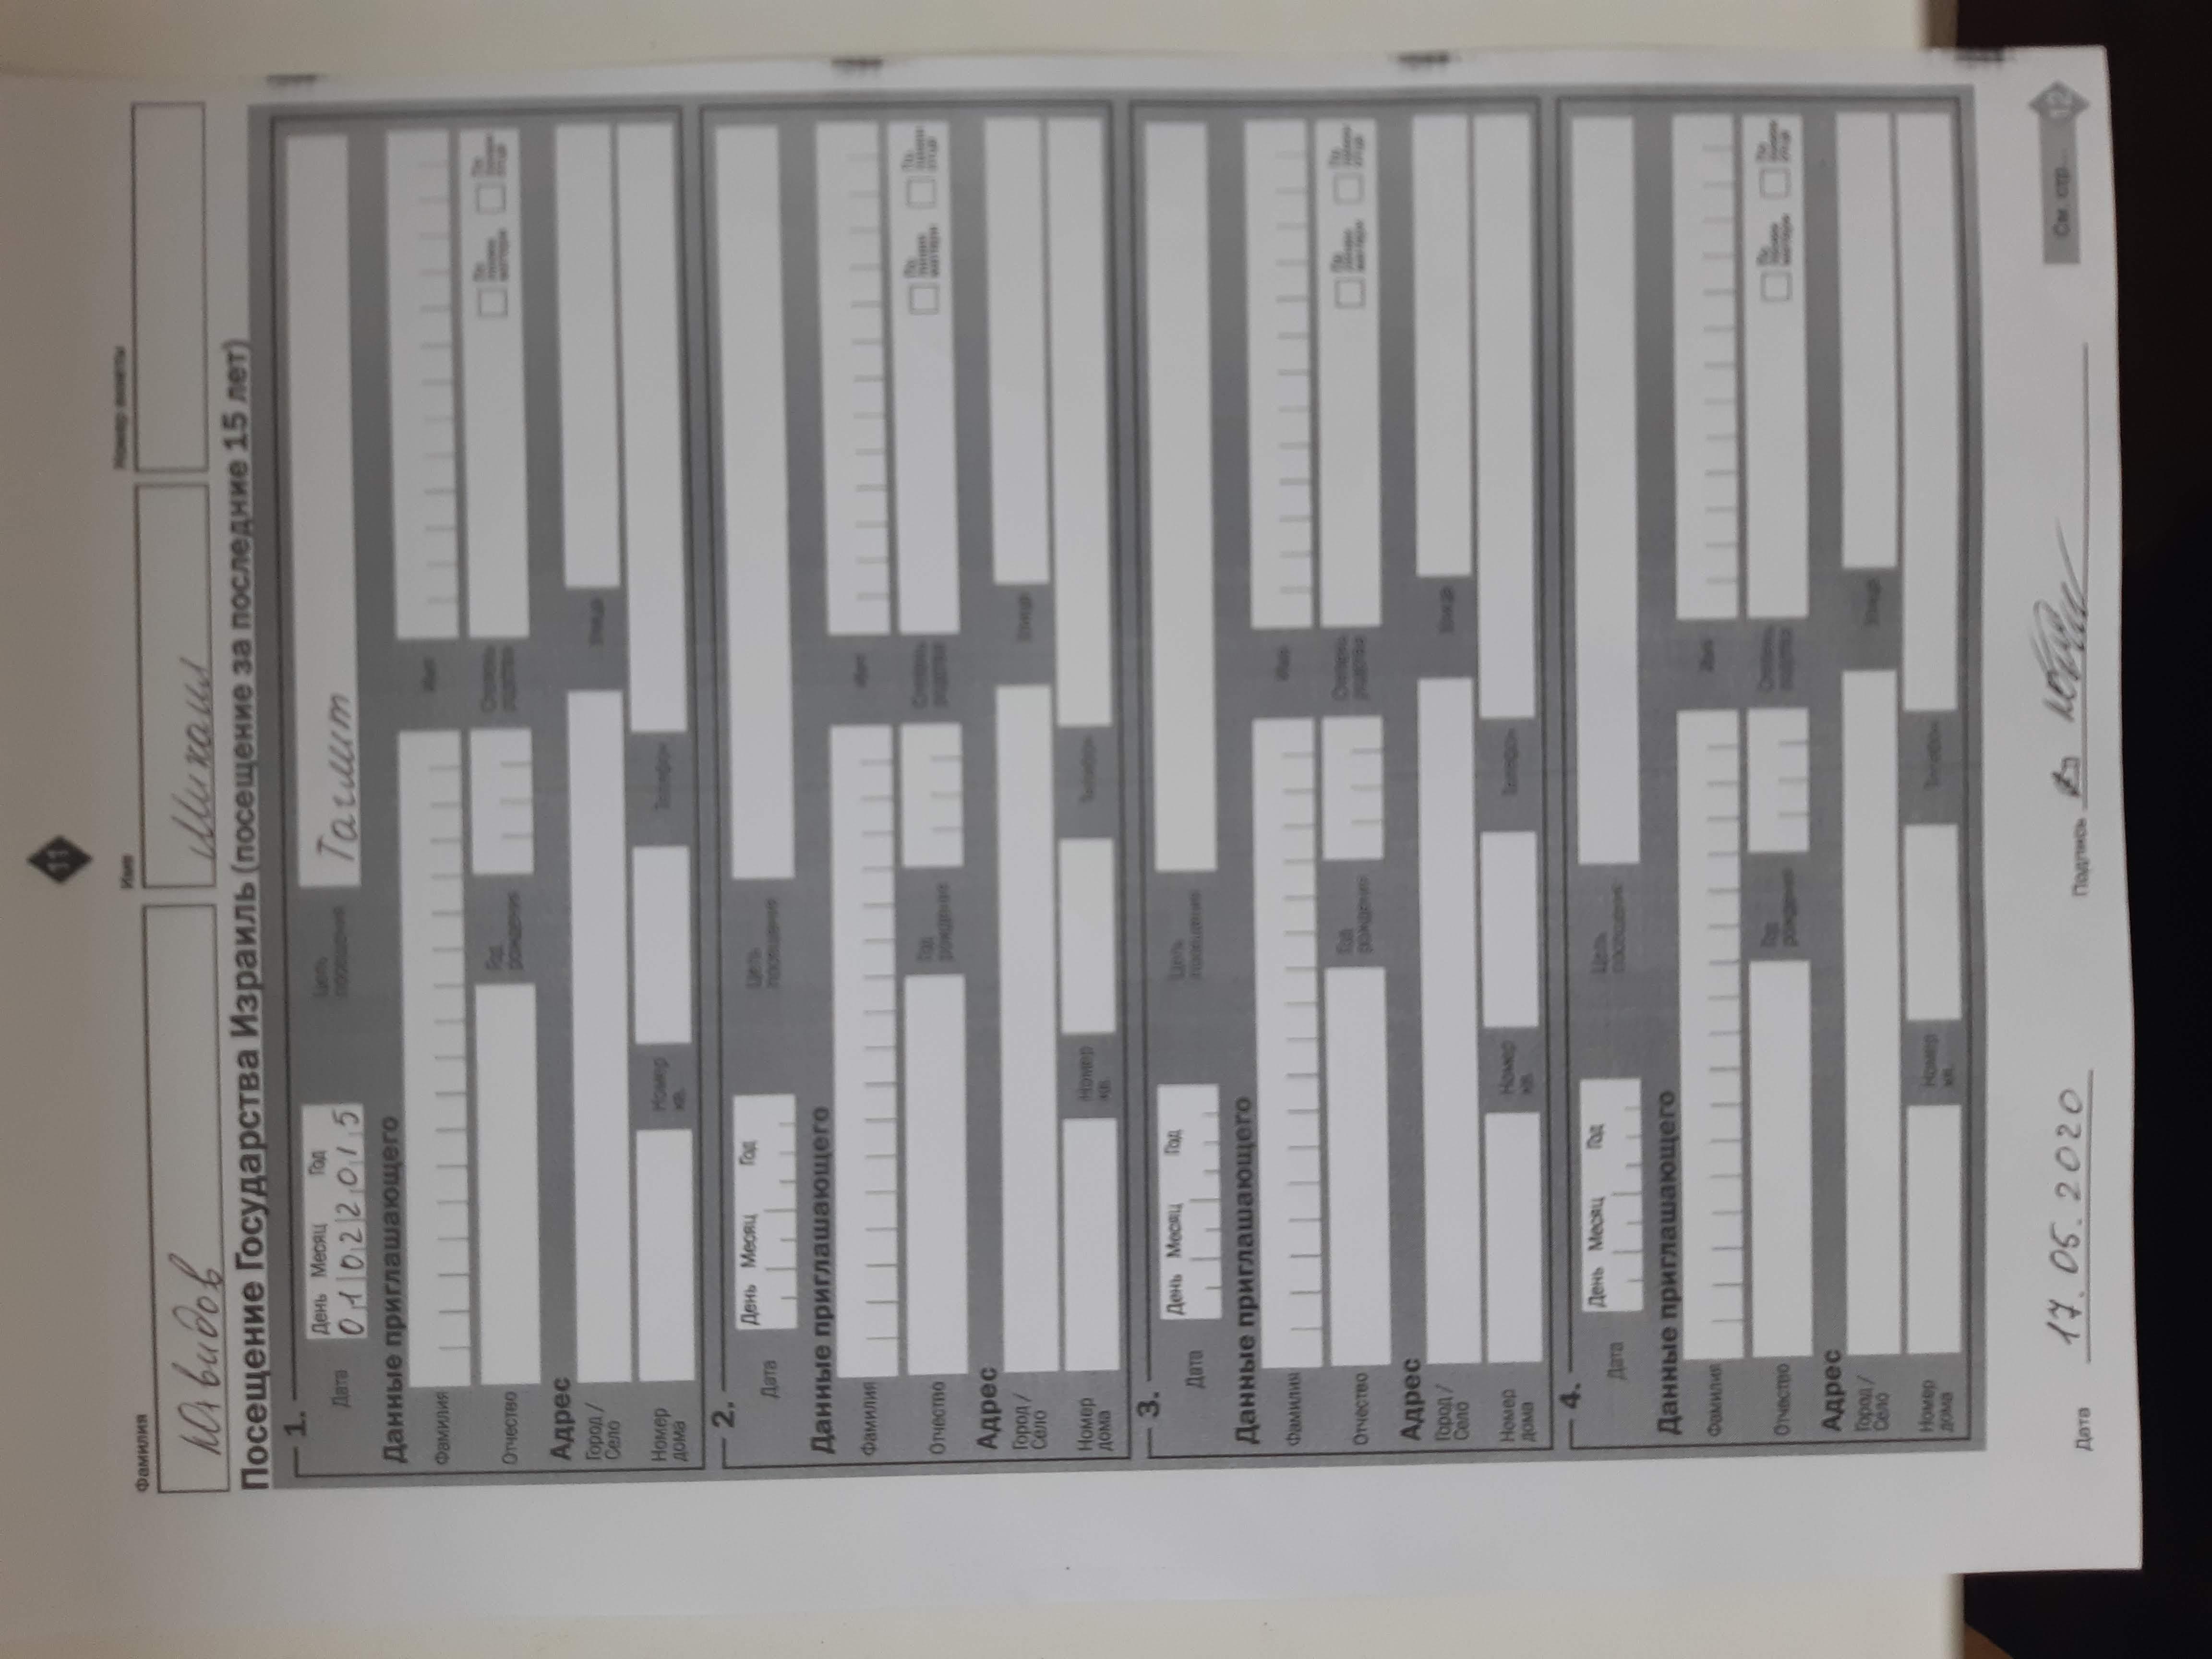 11
Фамилия Имя Номер анкеты
Михаил
Посещение Государства Израиль (посещение за последние 15 лет)
1.
День Месяц Год
Дата 01022015 Цель посещения Таглит
Данные приглашающего
Фамилия Имя
Отчество Год рождения Степень родства По линии матери По линии отца
Адрес
Город / Село Улица
Номер дома Номер кв. Телефон
2.
День Месяц Год
Дата Цель посещения
Данные приглашающего
Фамилия Имя
Отчество Год рождения Степень родства По линии матери По линии отца
Адрес
Город / Село Улица
Номер дома Номер кв. Телефон
3.
День Месяц Год
Дата Цель посещения
Данные приглашающего
Фамилия Имя
Отчество Год рождения Степень родства По линии матери По линии отца
Адрес
Город / Село Улица
Номер дома Номер кв. Телефон
4.
День Месяц Год
Дата Цель посещения
Данные приглашающего
Фамилия Имя
Отчество Год рождения Степень родства По линии матери По линии отца
Адрес
Город / Село Улица
Номер дома Номер кв. Телефон
Дата 17.05.2020 Подпись См. стр... 12